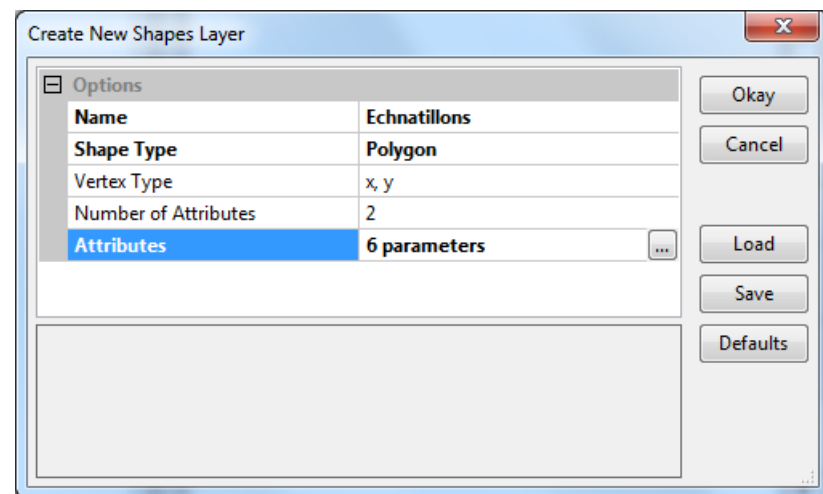 Create New Shapes Layer
Options
Name Echnatillons
Shape Type Polygon
Vertex Type x, y
Number of Attributes 2
Attributes 6 parameters ...
Okay
Cancel
Load
Save
Defaults